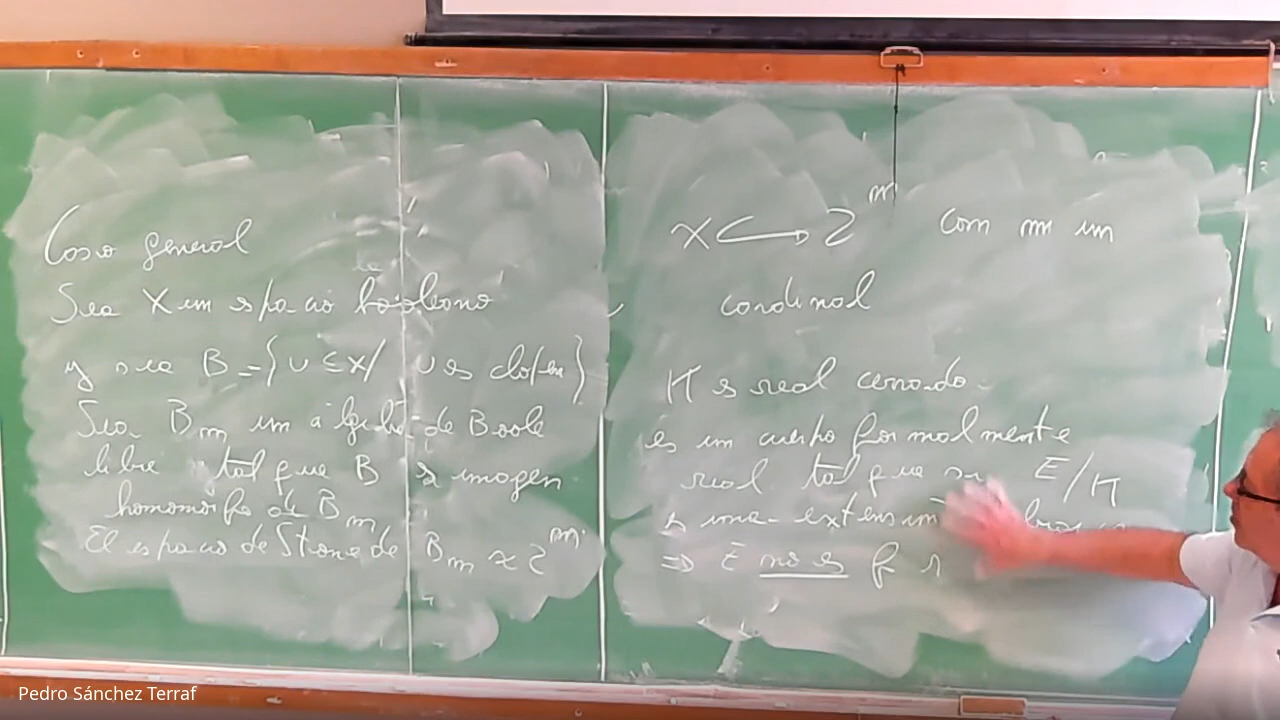 Caso general
Sea X un espacio booleano
y sea B = { U ⊆ X / U es clopen }
Sea B_m un álgebra de Boole
libre tal que B es imagen
homomorfa de B_m
El espacio de Stone de B_m ≈ 2^m
X ↪ 2^m con m un
cardinal
K es real cerrado
es un cuerpo formalmente
real tal que si E/K
es una extensión
⇒ E no es f r
Pedro Sánchez Terraf